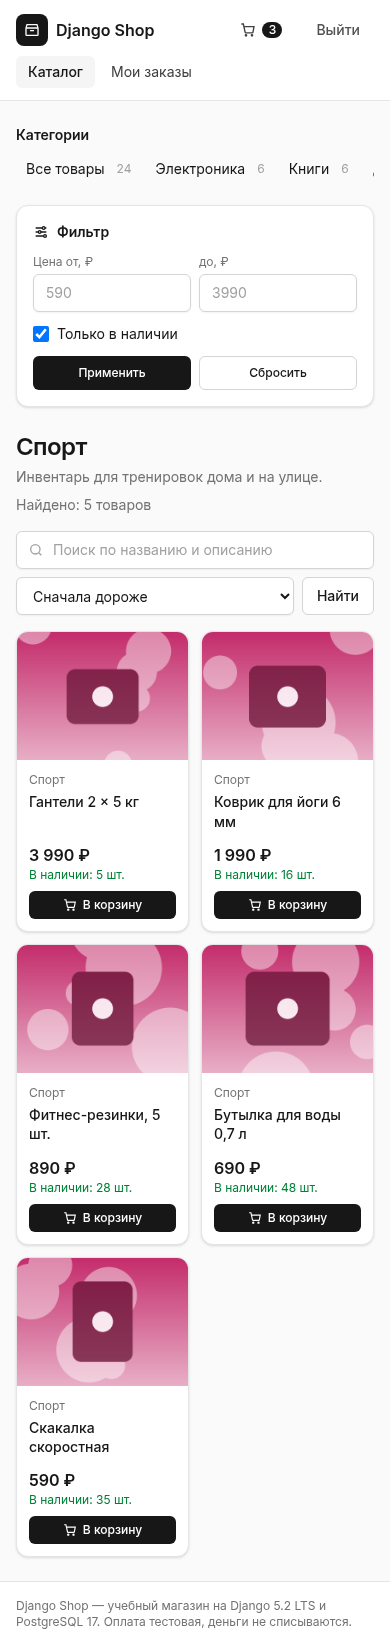 Django Shop
3
Выйти
Каталог
Мои заказы
Категории
Все товары 24
Электроника 6
Книги 6
Фильтр
Цена от, ₽
до, ₽
590
3990
Только в наличии
Применить
Сбросить
Спорт
Инвентарь для тренировок дома и на улице.
Найдено: 5 товаров
Поиск по названию и описанию
Сначала дороже
Найти
Спорт
Гантели 2 × 5 кг
3 990 ₽
В наличии: 5 шт.
В корзину
Спорт
Коврик для йоги 6
мм
1 990 ₽
В наличии: 16 шт.
В корзину
Спорт
Фитнес-резинки, 5
шт.
890 ₽
В наличии: 28 шт.
В корзину
Спорт
Бутылка для воды
0,7 л
690 ₽
В наличии: 48 шт.
В корзину
Спорт
Скакалка
скоростная
590 ₽
В наличии: 35 шт.
В корзину
Django Shop — учебный магазин на Django 5.2 LTS и
PostgreSQL 17. Оплата тестовая, деньги не списываются.